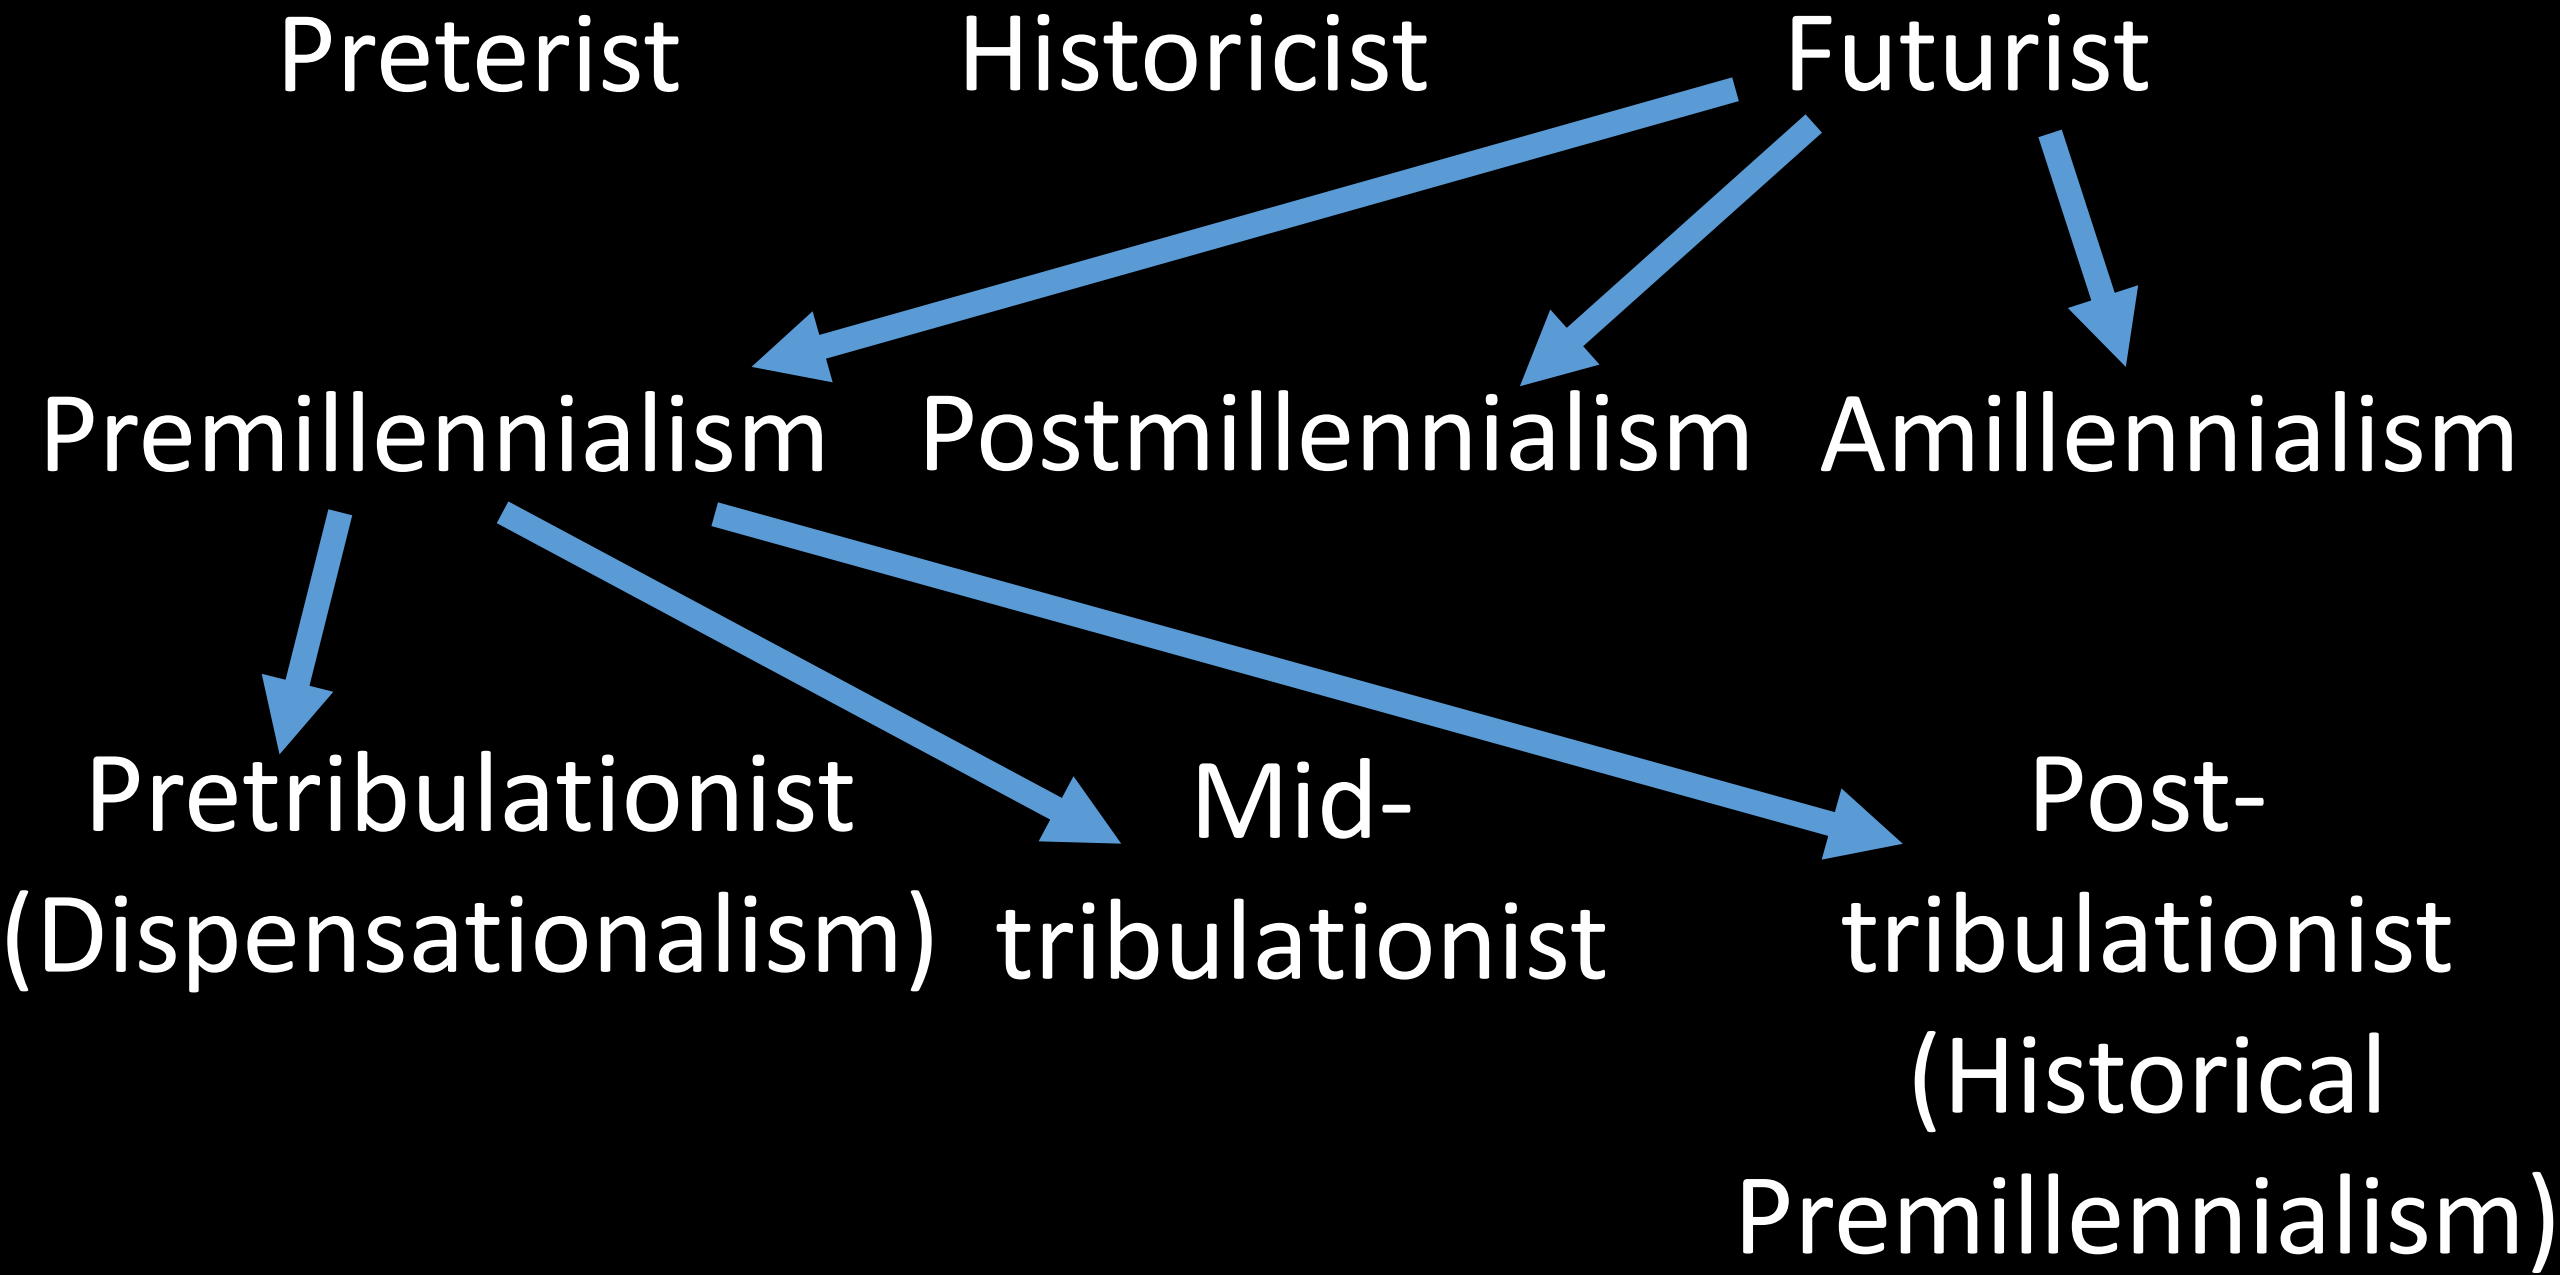 Preterist Historicist Futurist
Premillennialism Postmillennialism Amillennialism
Pretribulationist
(Dispensationalism)
Mid-
tribulationist
Post-
tribulationist
(Historical
Premillennialism)